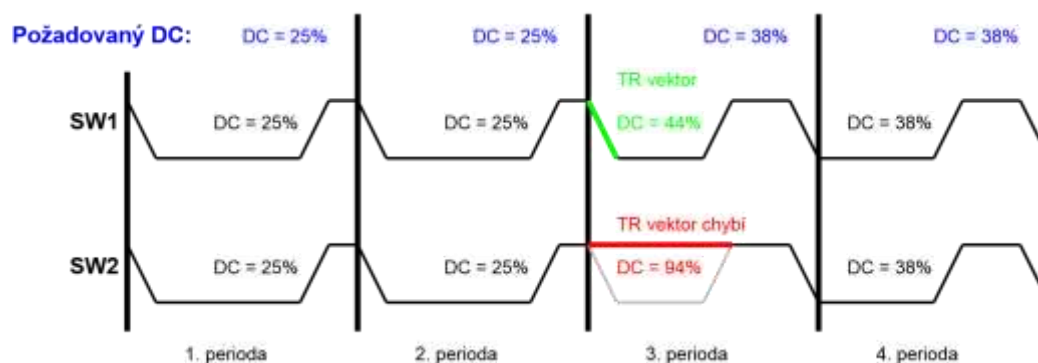 Požadovaný DC: DC = 25% DC = 25% DC = 38% DC = 38%
TR vektor
SW1 DC = 25% DC = 25% DC = 44% DC = 38%
TR vektor chybí
SW2 DC = 25% DC = 25% DC = 94% DC = 38%
1. perioda 2. perioda 3. perioda 4. perioda